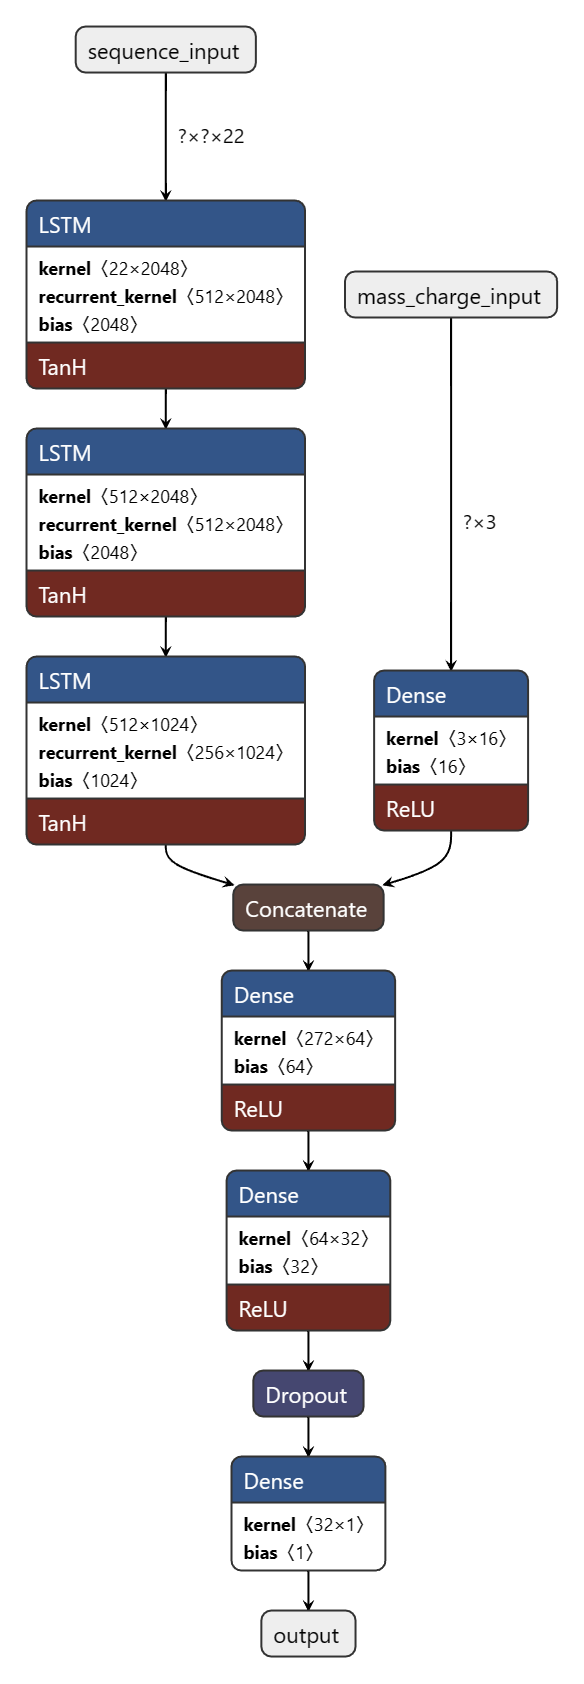 sequence_input
?×?×22
LSTM
kernel〈22×2048〉
recurrent_kernel〈512×2048〉
bias〈2048〉
TanH
LSTM
kernel〈512×2048〉
recurrent_kernel〈512×2048〉
bias〈2048〉
TanH
LSTM
kernel〈512×1024〉
recurrent_kernel〈256×1024〉
bias〈1024〉
TanH
mass_charge_input
?×3
Dense
kernel〈3×16〉
bias〈16〉
ReLU
Concatenate
Dense
kernel〈272×64〉
bias〈64〉
ReLU
Dense
kernel〈64×32〉
bias〈32〉
ReLU
Dropout
Dense
kernel〈32×1〉
bias〈1〉
output